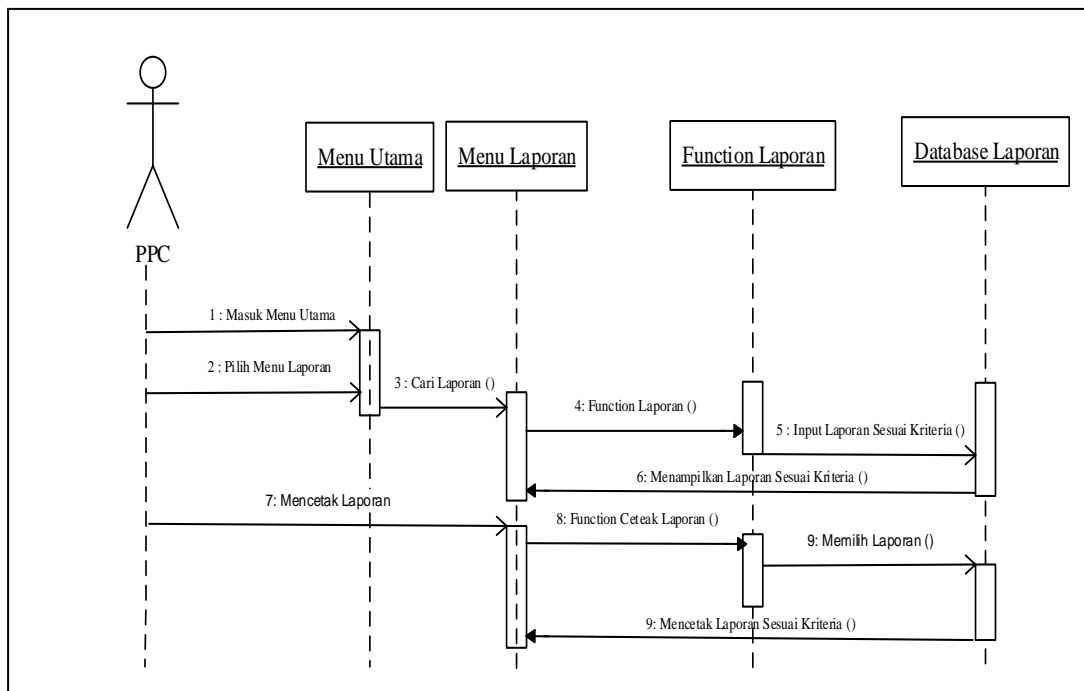 Menu Utama
Menu Laporan
Function Laporan
Database Laporan
PPC
1 : Masuk Menu Utama
2 : Pilih Menu Laporan
3 : Cari Laporan ()
4: Function Laporan ()
5 : Input Laporan Sesuai Kriteria ()
6: Menampilkan Laporan Sesuai Kriteria ()
7: Mencetak Laporan
8: Function Ceteak Laporan ()
9: Memilih Laporan ()
9: Mencetak Laporan Sesuai Kriteria ()